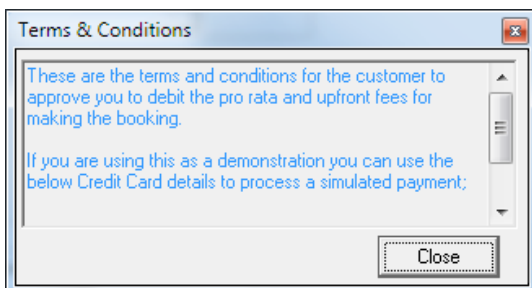 Terms & Conditions
These are the terms and conditions for the customer to
approve you to debit the pro rata and upfront fees for
making the booking.
If you are using this as a demonstration you can use the
below Credit Card details to process a simulated payment;
Close